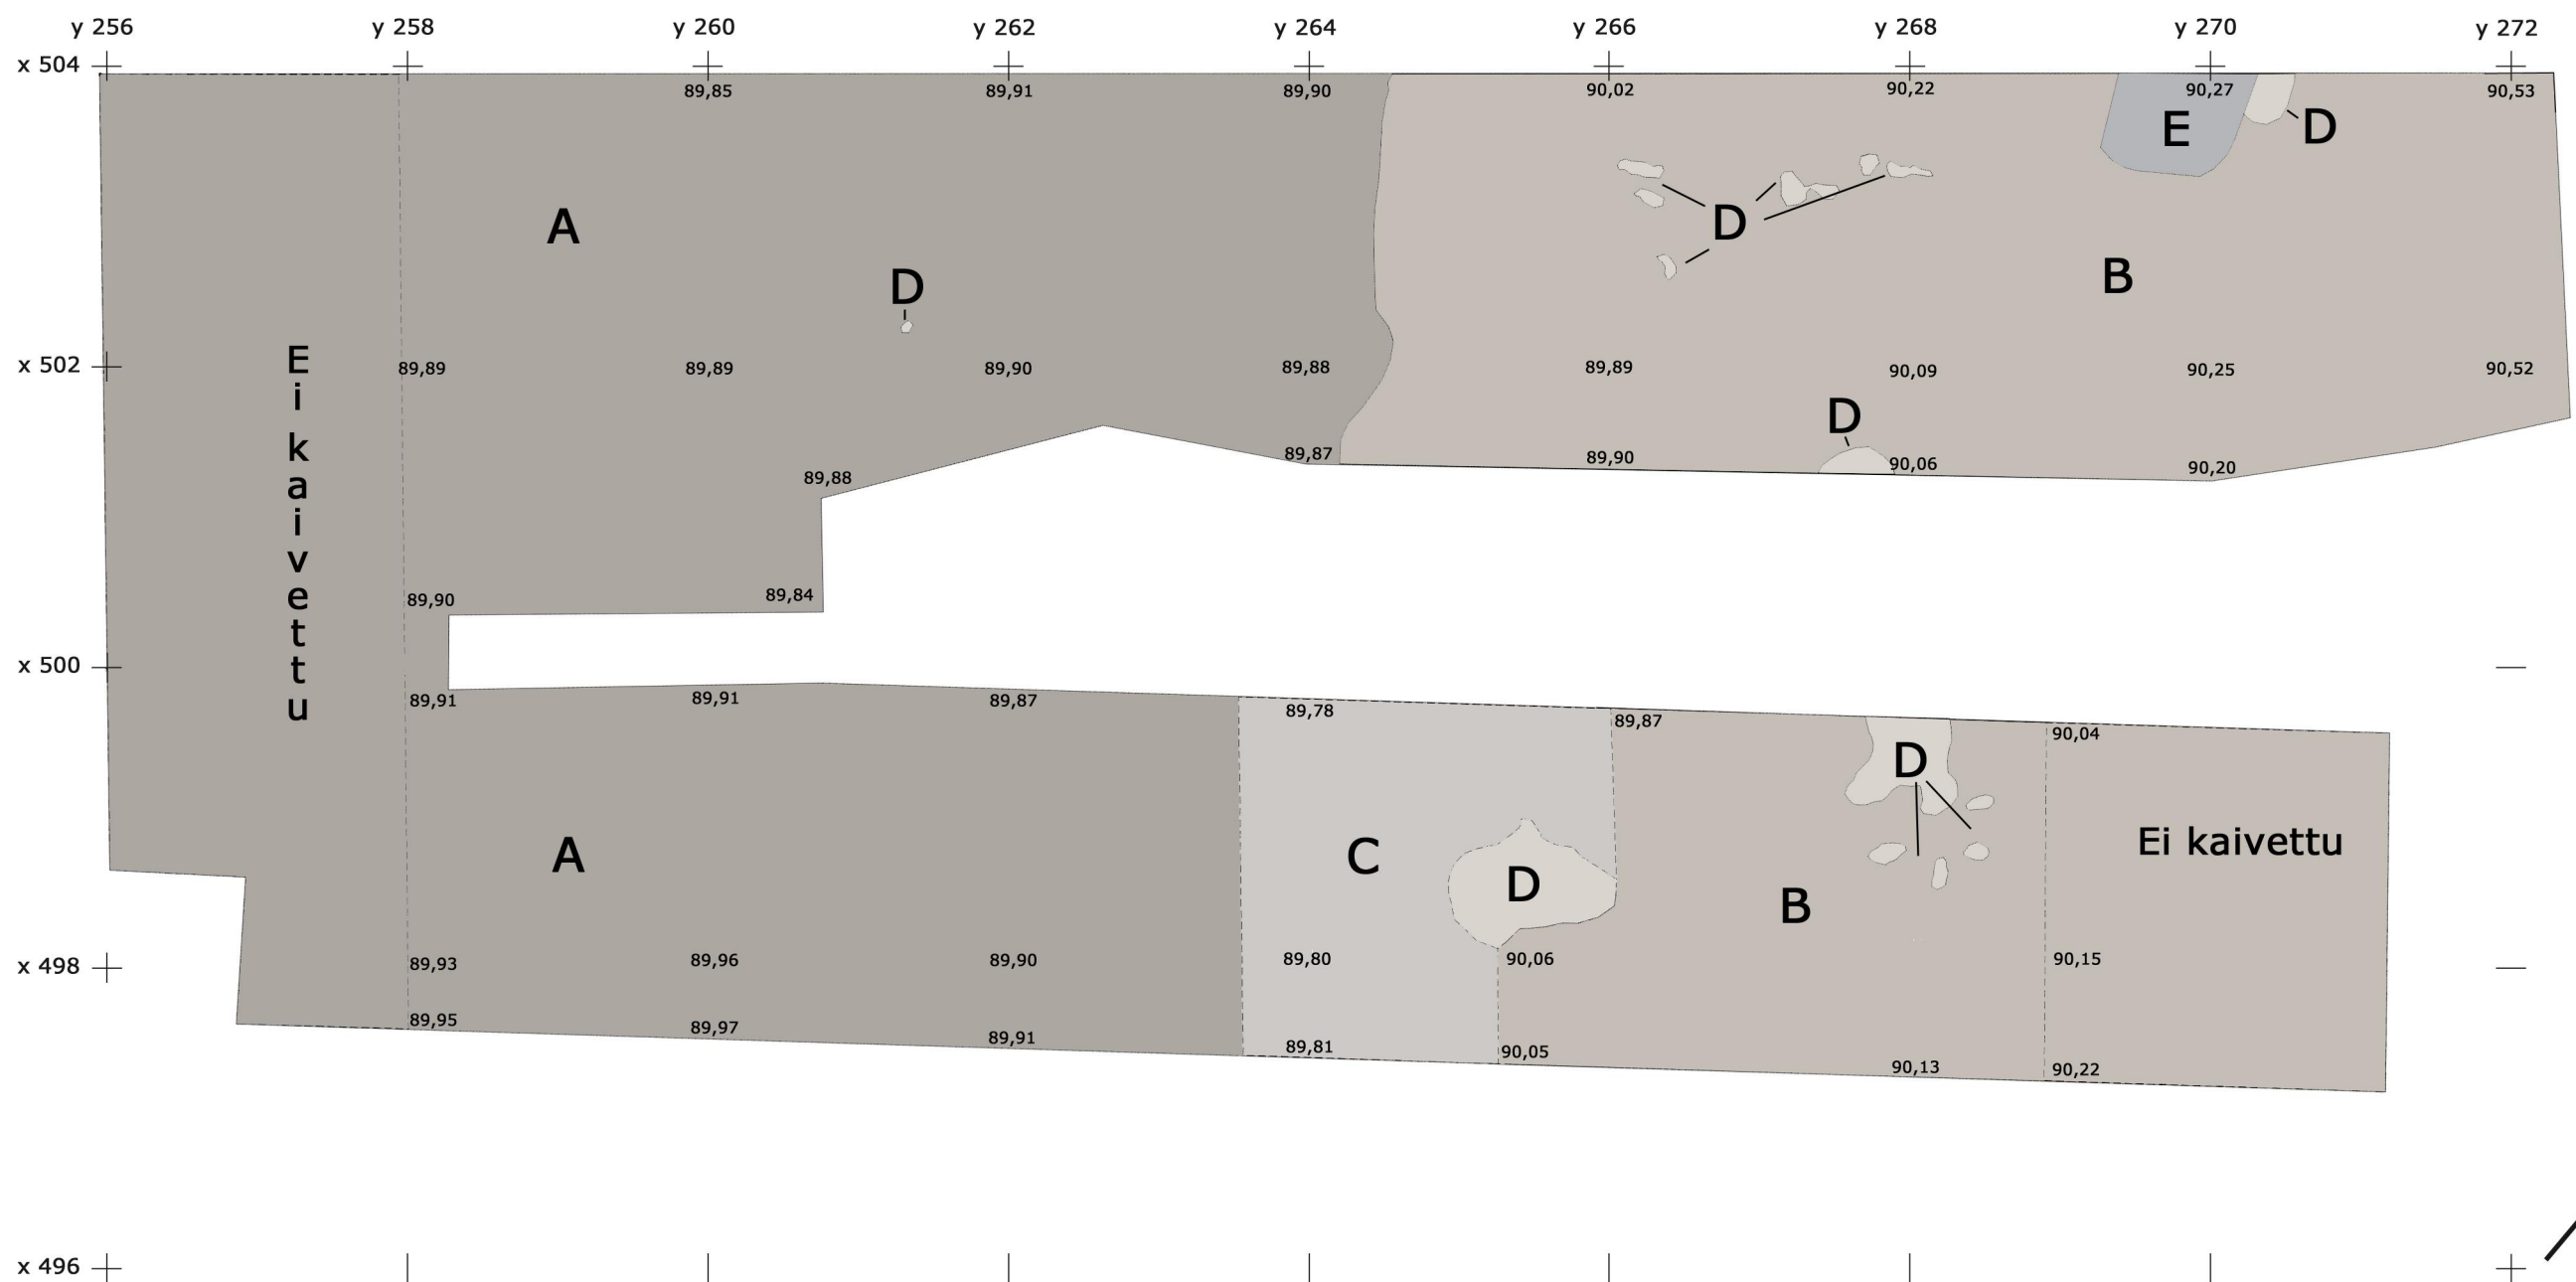 y 256 y 258 y 260 y 262 y 264 y 266 y 268 y 270 y 272
x 504
89,85 89,91 89,90 90,02 90,22 90,27 90,53
E D
A D B
D
Ei kaivettu
x 502 89,89 89,89 89,90 89,88 89,89 90,09 90,25 90,52
D
89,88 89,87 89,90 90,06 90,20
89,90 89,84
x 500
89,91 89,91 89,87 89,78 89,87 90,04
D
A C D B Ei kaivettu
x 498 89,93 89,96 89,90 89,80 90,06 90,15
89,95 89,97 89,91 89,81 90,05 90,13 90,22
x 496